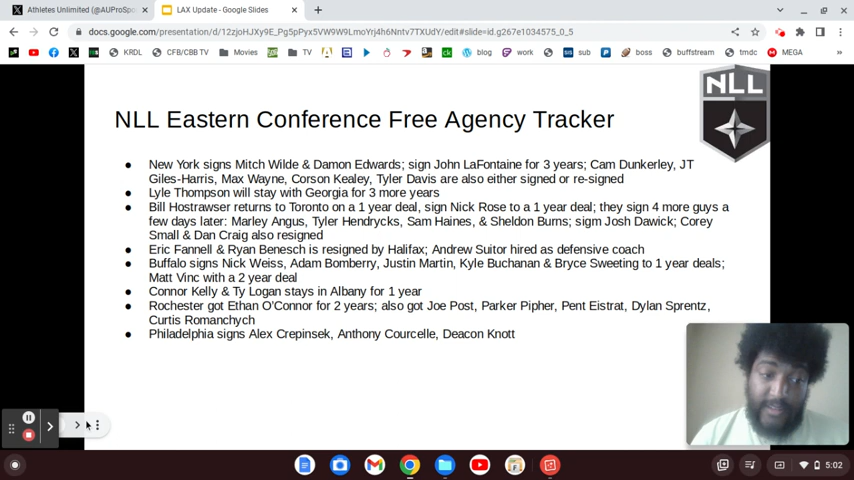 Athletes Unlimited (@AUProSpo
LAX Update - Google Slides
docs.google.com/presentation/d/12zjoHJXy9E_Pg5pPyx5VW9W9LmoYrj4h6Nntv7TXUdY/edit#slide=id.g267e1034575_0_5
KRDL
CFB/CBB TV
Movies
TV
blog
work
sub
boss
buffstream
tmdc
MEGA
NLL
NLL Eastern Conference Free Agency Tracker
● New York signs Mitch Wilde & Damon Edwards; sign John LaFontaine for 3 years; Cam Dunkerley, JT
Giles-Harris, Max Wayne, Corson Kealey, Tyler Davis are also either signed or re-signed
● Lyle Thompson will stay with Georgia for 3 more years
● Bill Hostrawser returns to Toronto on a 1 year deal, sign Nick Rose to a 1 year deal; they sign 4 more guys a
few days later: Marley Angus, Tyler Hendrycks, Sam Haines, & Sheldon Burns; sigm Josh Dawick; Corey
Small & Dan Craig also resigned
● Eric Fannell & Ryan Benesch is resigned by Halifax; Andrew Suitor hired as defensive coach
● Buffalo signs Nick Weiss, Adam Bomberry, Justin Martin, Kyle Buchanan & Bryce Sweeting to 1 year deals;
Matt Vinc with a 2 year deal
● Connor Kelly & Ty Logan stays in Albany for 1 year
● Rochester got Ethan O'Connor for 2 years; also got Joe Post, Parker Pipher, Pent Eistrat, Dylan Sprentz,
Curtis Romanchych
● Philadelphia signs Alex Crepinsek, Anthony Courcelle, Deacon Knott
5:02